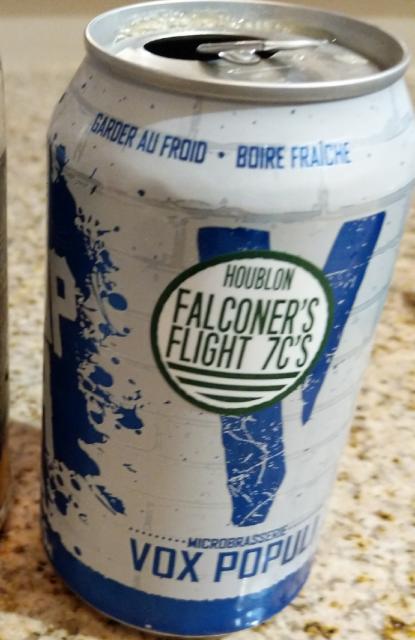 GARDER AU FROID • BOIRE FRAÎCHE
P
V
HOUBLON
FALCONER'S
FLIGHT 7C'S
MICROBRASSERIE
VOX POPULI